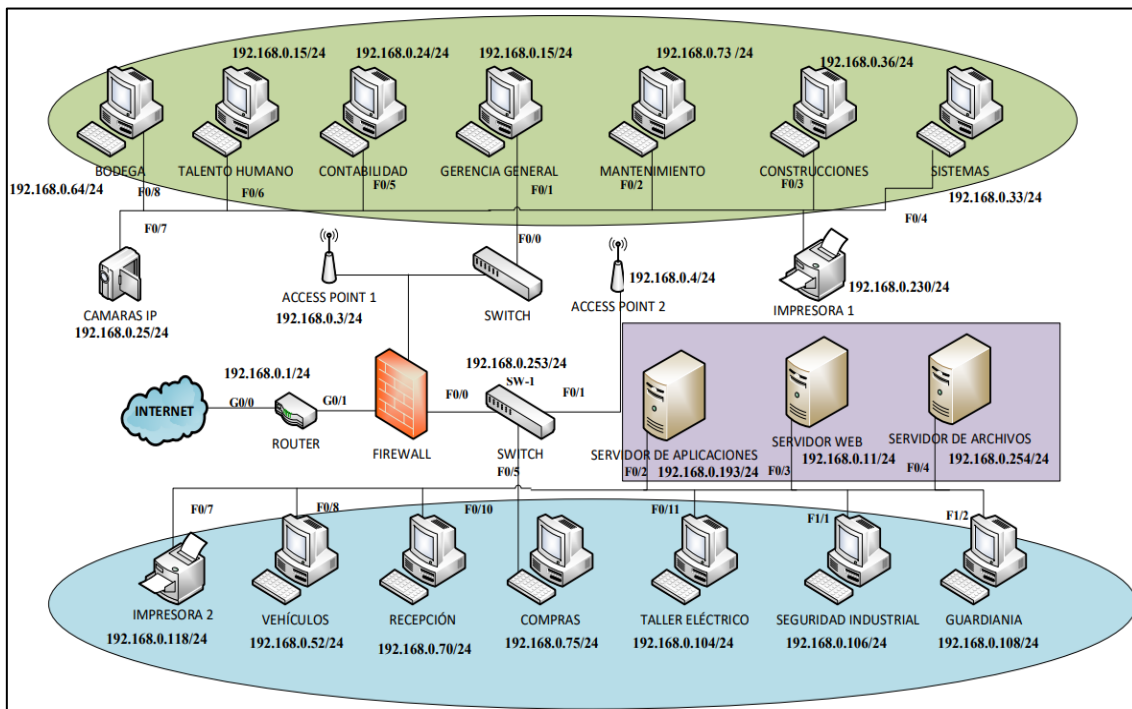 192.168.0.15/24
192.168.0.24/24
192.168.0.15/24
192.168.0.73 /24
192.168.0.36/24
BODEGA
TALENTO HUMANO
CONTABILIDAD
GERENCIA GENERAL
MANTENIMIENTO
CONSTRUCCIONES
SISTEMAS
192.168.0.64/24
F0/8
F0/6
F0/5
F0/1
F0/2
F0/3
192.168.0.33/24
F0/4
F0/7
F0/0
CAMARAS IP
192.168.0.25/24
ACCESS POINT 1
192.168.0.3/24
SWITCH
192.168.0.4/24
ACCESS POINT 2
192.168.0.230/24
IMPRESORA 1
192.168.0.1/24
192.168.0.253/24
SW-1
INTERNET
G0/0
G0/1
F0/0
F0/1
ROUTER
FIREWALL
SWITCH
F0/5
SERVIDOR DE APLICACIONES
F0/2
192.168.0.193/24
SERVIDOR WEB
F0/3
192.168.0.11/24
SERVIDOR DE ARCHIVOS
F0/4
192.168.0.254/24
F0/7
F0/8
F0/10
F0/11
F1/1
F1/2
IMPRESORA 2
192.168.0.118/24
VEHÍCULOS
192.168.0.52/24
RECEPCIÓN
192.168.0.70/24
COMPRAS
192.168.0.75/24
TALLER ELÉCTRICO
192.168.0.104/24
SEGURIDAD INDUSTRIAL
192.168.0.106/24
GUARDIANIA
192.168.0.108/24